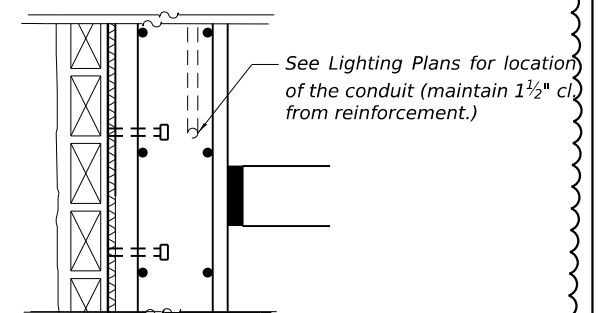 See Lighting Plans for location
of the conduit (maintain 1½" cl.
from reinforcement.)